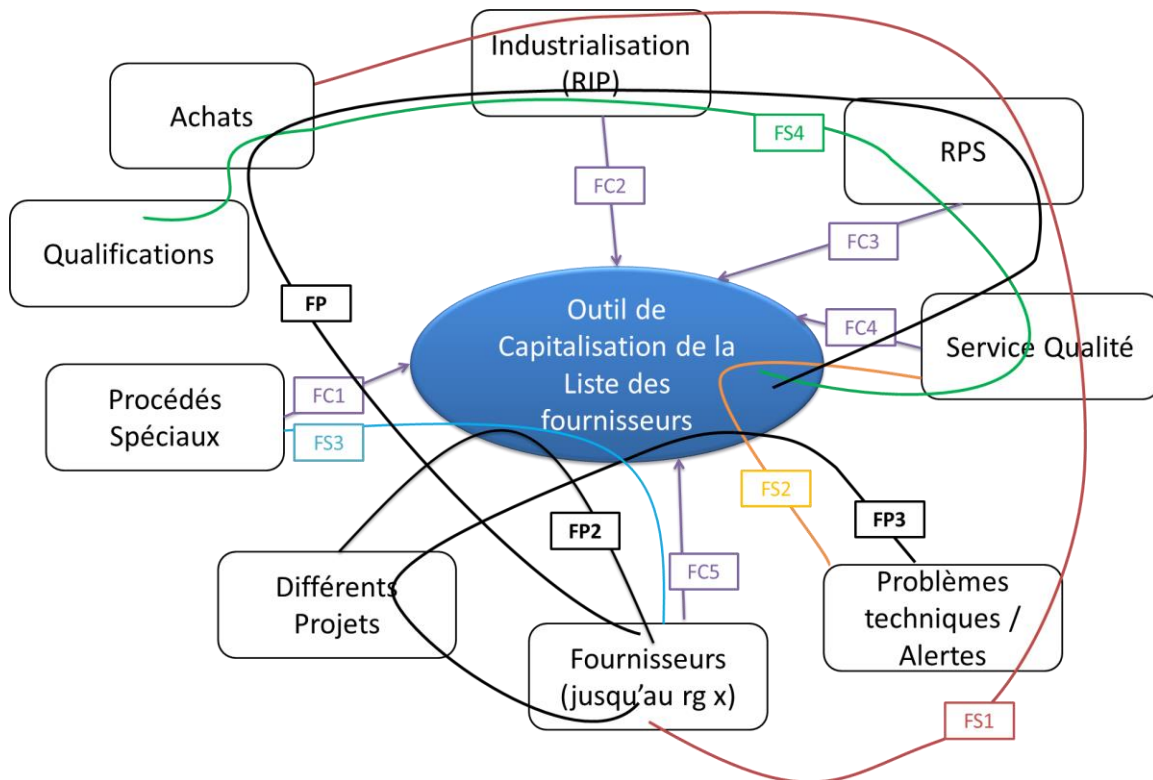 Industrialisation
(RIP)
Achats
FS4
RPS
FC2
Qualifications
FC3
FP
Outil de
Capitalisation de la
Liste des
fournisseurs
FC4
Service Qualité
Procédés
Spéciaux
FC1
FS3
FS2
FP2
FP3
FC5
Différents
Projets
Problèmes
techniques /
Alertes
Fournisseurs
(jusqu'au rg x)
FS1